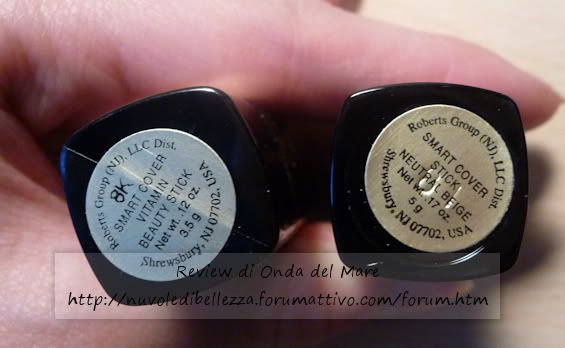 Roberts Group (NJ), LLC Dist.
8K
SMART COVER
VITAMIN
BEAUTY STICK
Net wt. .12 oz.
3.5 g
Shrewsbury, NJ 07702, USA
Roberts Group (NJ), LLC Dist.
SMART COVER
STICK
BEIGE
Net wt. .17 oz.
5 g
Shrewsbury, NJ 07702, USA
Review di Onda del Mare
http://nuvoledibellezza.forumattivo.com/forum.htm